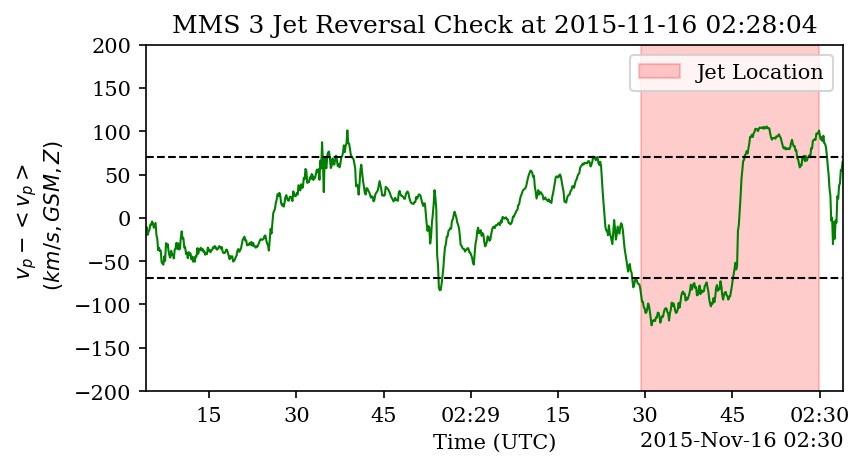 MMS 3 Jet Reversal Check at 2015-11-16 02:28:04
Jet Location
200
150
100
50
0
−50
−100
−150
−200
v_p − < v_p >
(km/s, GSM, Z)
15
30
45
02:29
15
30
45
02:30
Time (UTC)
2015-Nov-16 02:30